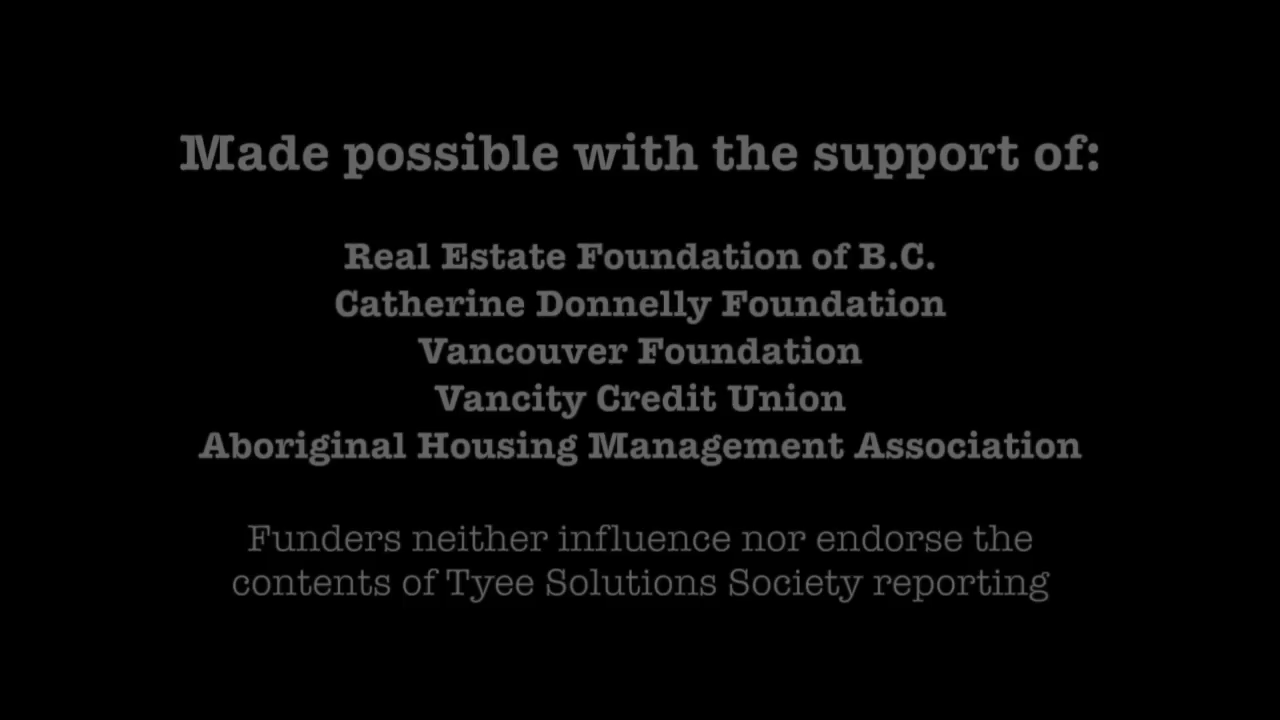 Made possible with the support of:
Real Estate Foundation of B.C.
Catherine Donnelly Foundation
Vancouver Foundation
Vancity Credit Union
Aboriginal Housing Management Association
Funders neither influence nor endorse the
contents of Tyee Solutions Society reporting